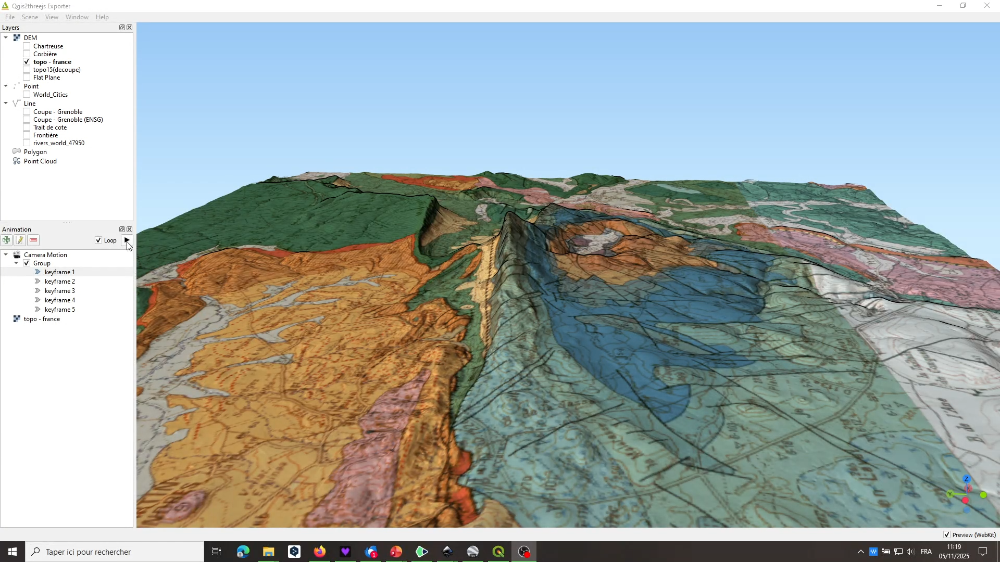 Qgis2threejs Exporter
File Scene View Window Help
Layers
DEM
Chartreuse
Corbière
topo - france
topo15(decoupe)
Flat Plane
Point
World_Cities
Line
Coupe - Grenoble
Coupe - Grenoble (ENSG)
Trait de cote
Frontière
rivers_world_47950
Polygon
Point Cloud
Animation
Loop
Camera Motion
Group
keyframe 1
keyframe 2
keyframe 3
keyframe 4
keyframe 5
topo - france
Z
Y
Preview (WebKit)
Taper ici pour rechercher
FRA
11:19
05/11/2025